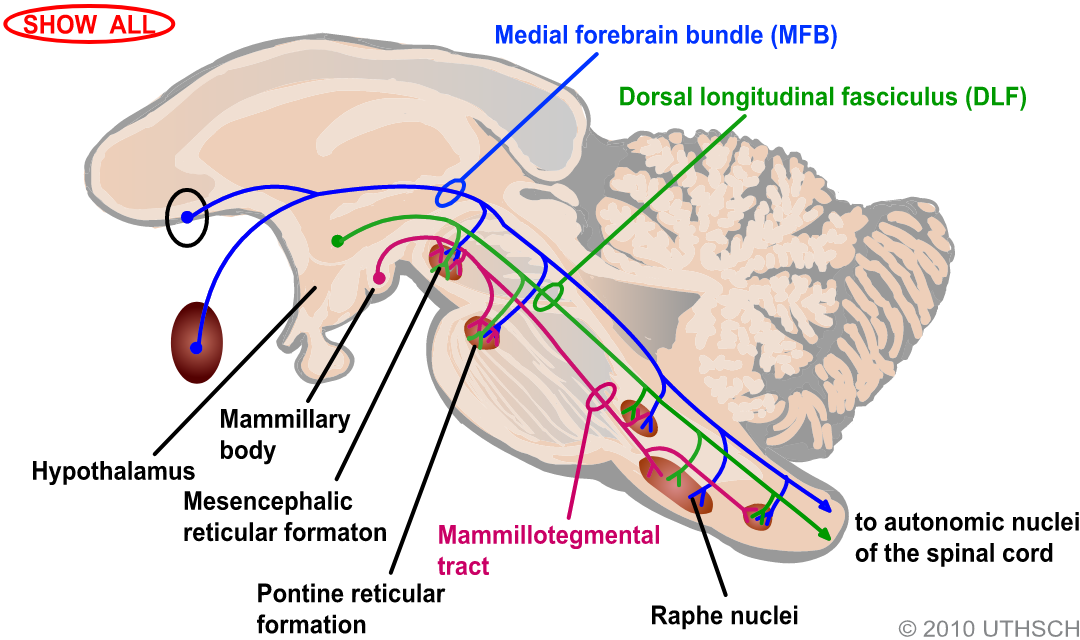 SHOW ALL
Medial forebrain bundle (MFB)
Dorsal longitudinal fasciculus (DLF)
Mammillary
body
Hypothalamus
Mesencephalic
reticular formaton
Mammillotegmental
tract
to autonomic nuclei
of the spinal cord
Pontine reticular
formation
Raphe nuclei
© 2010 UTHSCH